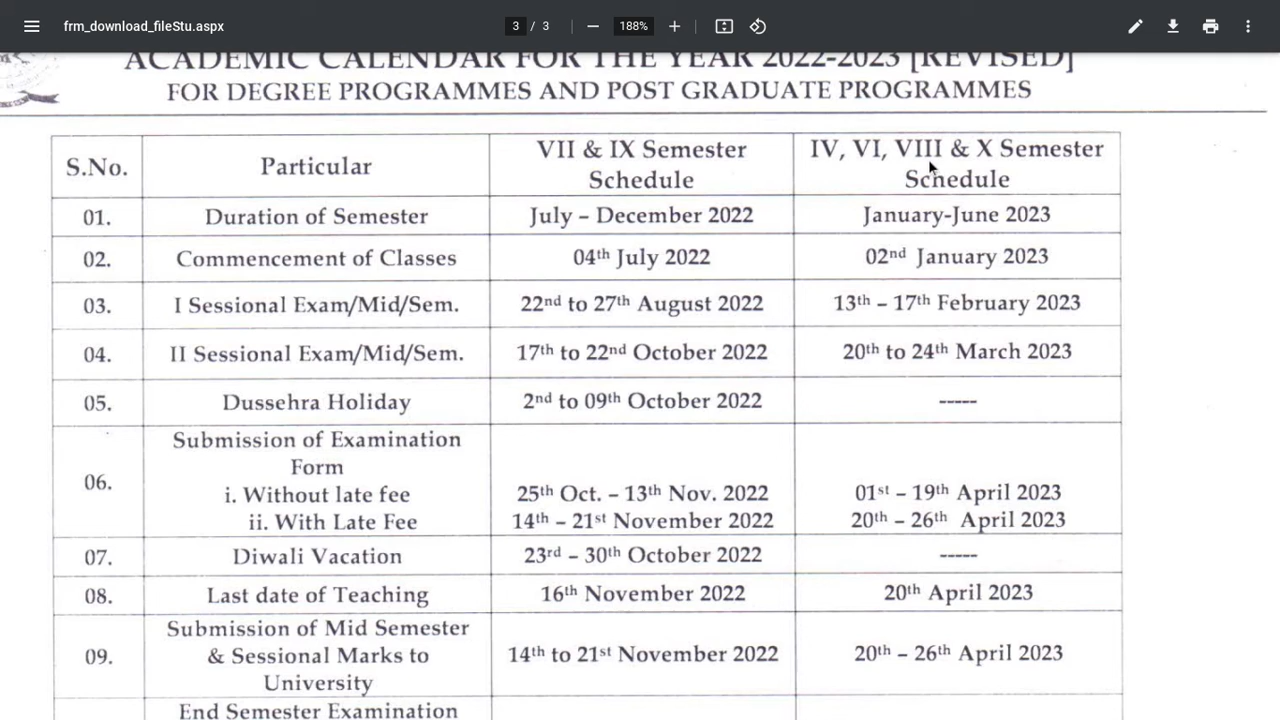 frm_download_fileStu.aspx
3 / 3
188%
ACADEMIC CALENDAR FOR THE YEAR 2022-2023 [REVISED]
FOR DEGREE PROGRAMMES AND POST GRADUATE PROGRAMMES
S.No. Particular VII & IX Semester Schedule IV, VI, VIII & X Semester Schedule
01. Duration of Semester July – December 2022 January-June 2023
02. Commencement of Classes 04th July 2022 02nd January 2023
03. I Sessional Exam/Mid/Sem. 22nd to 27th August 2022 13th – 17th February 2023
04. II Sessional Exam/Mid/Sem. 17th to 22nd October 2022 20th to 24th March 2023
05. Dussehra Holiday 2nd to 09th October 2022 -----
06. Submission of Examination
Form
i. Without late fee 25th Oct. – 13th Nov. 2022 01st – 19th April 2023
ii. With Late Fee 14th – 21st November 2022 20th – 26th April 2023
07. Diwali Vacation 23rd – 30th October 2022 -----
08. Last date of Teaching 16th November 2022 20th April 2023
09. Submission of Mid Semester
& Sessional Marks to 14th to 21st November 2022 20th – 26th April 2023
University
End Semester Examination